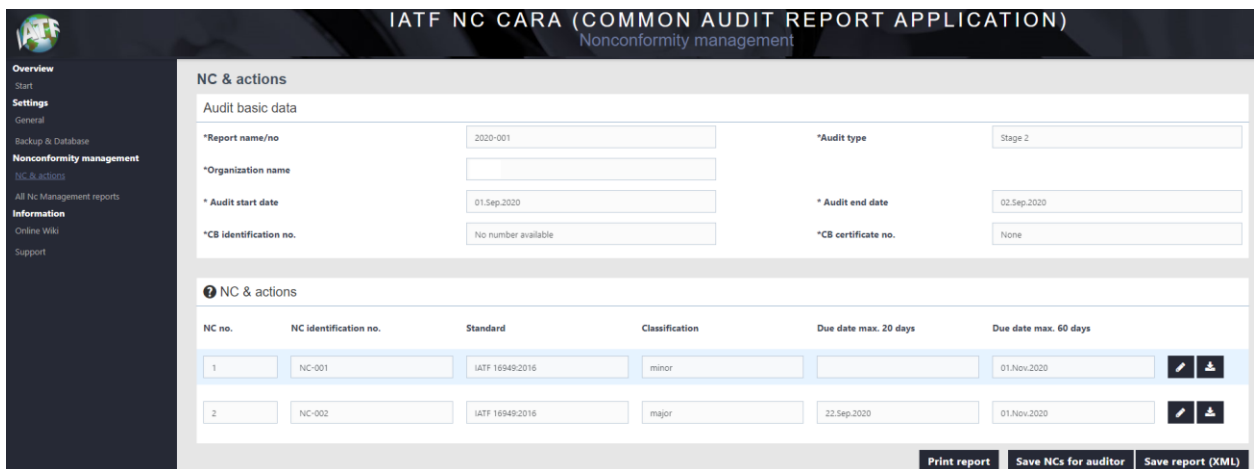 IATF
IATF NC CARA (COMMON AUDIT REPORT APPLICATION)
Nonconformity management
Overview
Start
Settings
General
Backup & Database
Nonconformity management
NC & actions
All Nc Management reports
Information
Online Wiki
Support
NC & actions
Audit basic data
*Report name/no 2020-001 *Audit type Stage 2
*Organization name
* Audit start date 01.Sep.2020 * Audit end date 02.Sep.2020
*CB identification no. No number available *CB certificate no. None
? NC & actions
NC no. NC identification no. Standard Classification Due date max. 20 days Due date max. 60 days
1 NC-001 IATF 16949:2016 minor 01.Nov.2020
2 NC-002 IATF 16949:2016 major 22.Sep.2020 01.Nov.2020
Print report Save NCs for auditor Save report (XML)